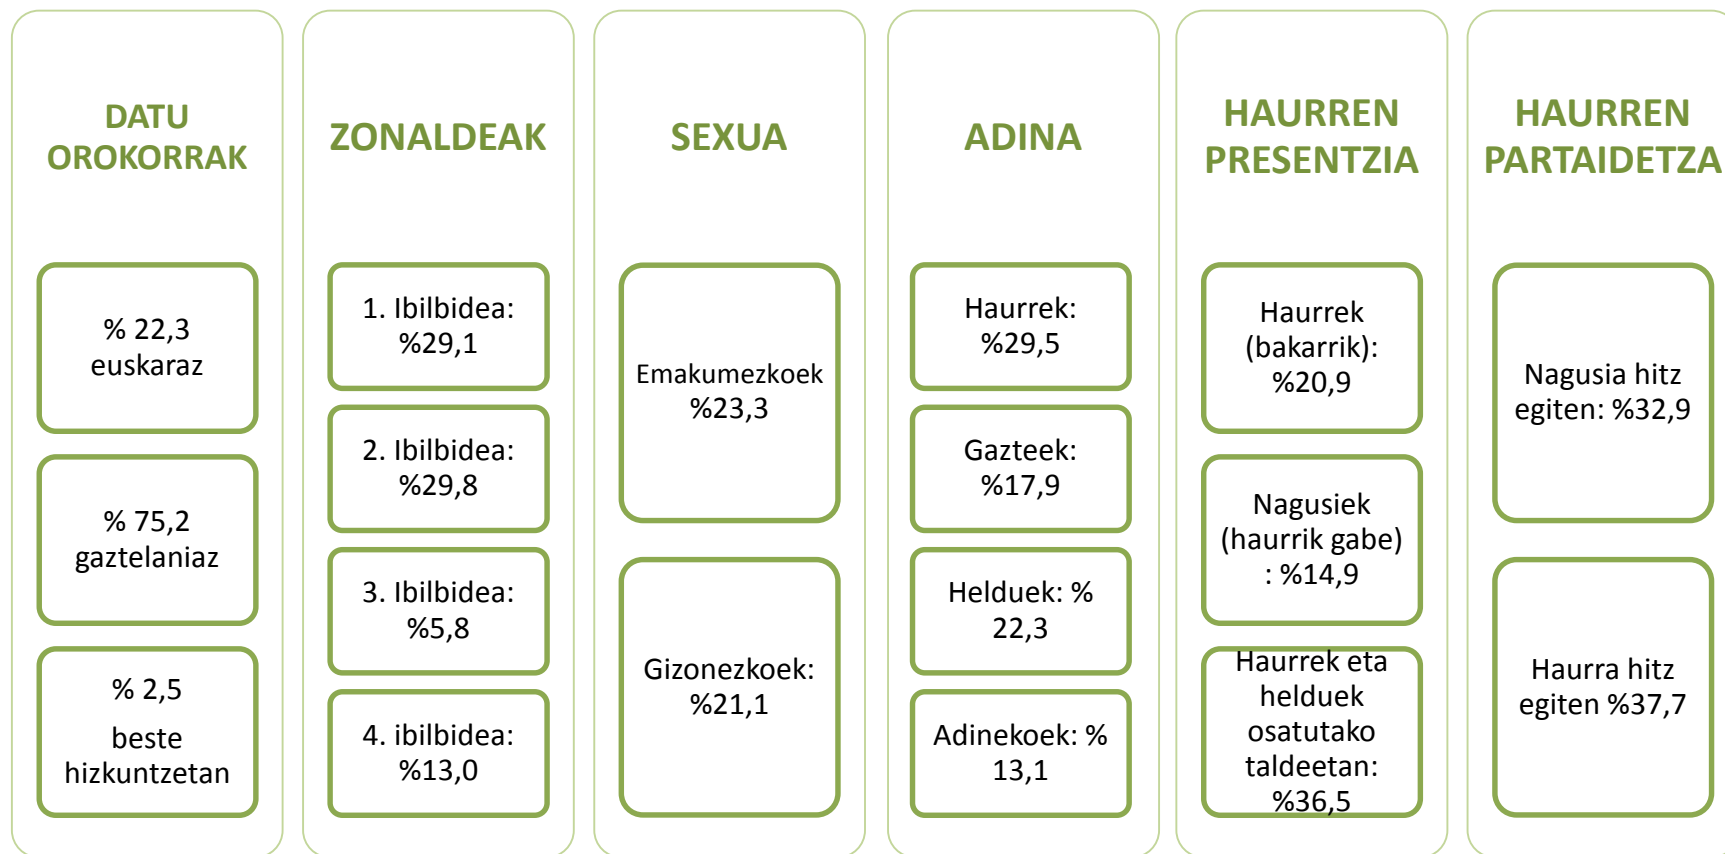 DATU
OROKORRAK
% 22,3
euskaraz
% 75,2
gaztelaniaz
% 2,5
beste
hizkuntzetan
ZONALDEAK
1. Ibilbidea:
%29,1
2. Ibilbidea:
%29,8
3. Ibilbidea:
%5,8
4. ibilbidea:
%13,0
SEXUA
Emakumezkoek
%23,3
Gizonezkoek:
%21,1
ADINA
Haurrek:
%29,5
Gazteek:
%17,9
Helduek: %
22,3
Adinekoek: %
13,1
HAURREN
PRESENTZIA
Haurrek
(bakarrik):
%20,9
Nagusiek
(haurrik gabe)
: %14,9
Haurrek eta
helduek
osatutako
taldeetan:
%36,5
HAURREN
PARTAIDETZA
Nagusia hitz
egiten: %32,9
Haurra hitz
egiten %37,7